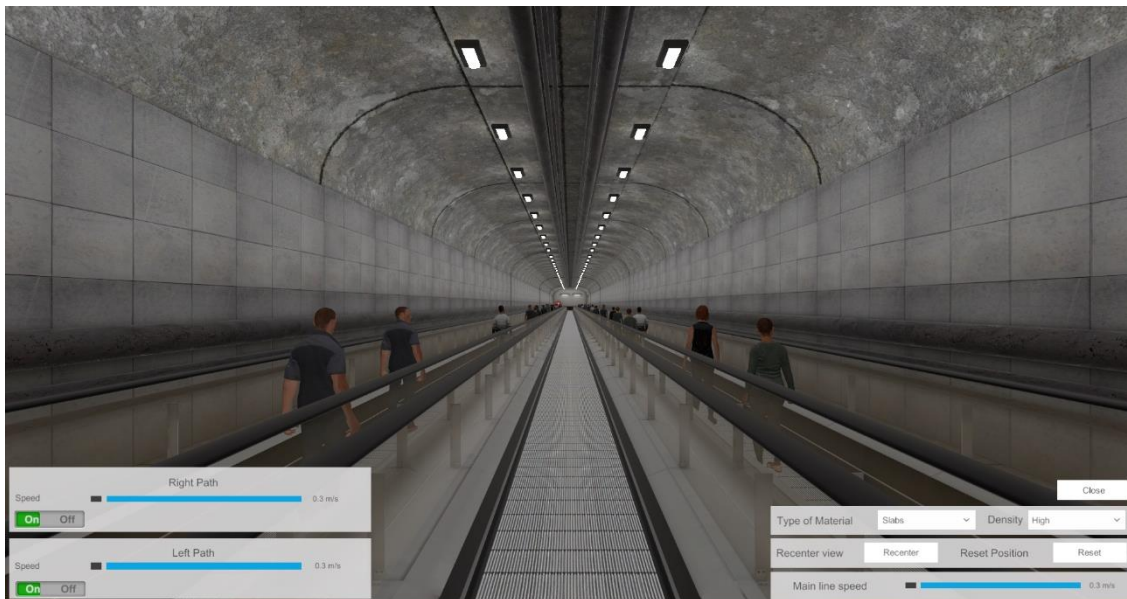 Right Path
Speed 0.3 m/s
On Off
Left Path
Speed 0.3 m/s
On Off
Close
Type of Material Slabs Density High
Recenter view Recenter Reset Position Reset
Main line speed 0.3 m/s